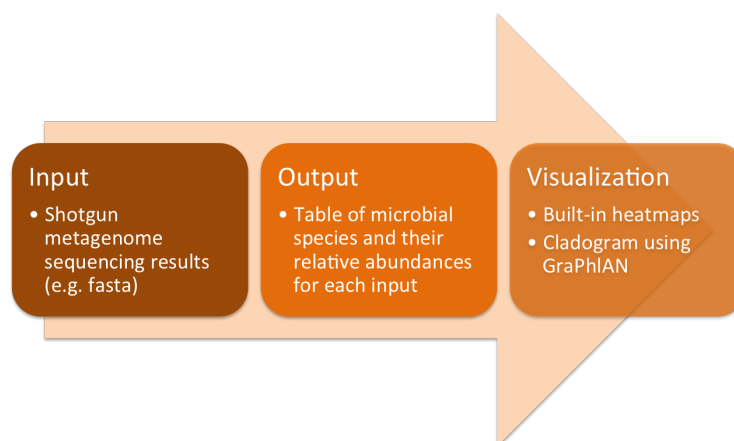 Input
• Shotgun
metagenome
sequencing results
(e.g. fasta)
Output
• Table of microbial
species and their
relative abundances
for each input
Visualization
• Built-in heatmaps
• Cladogram using
GraPhlAN